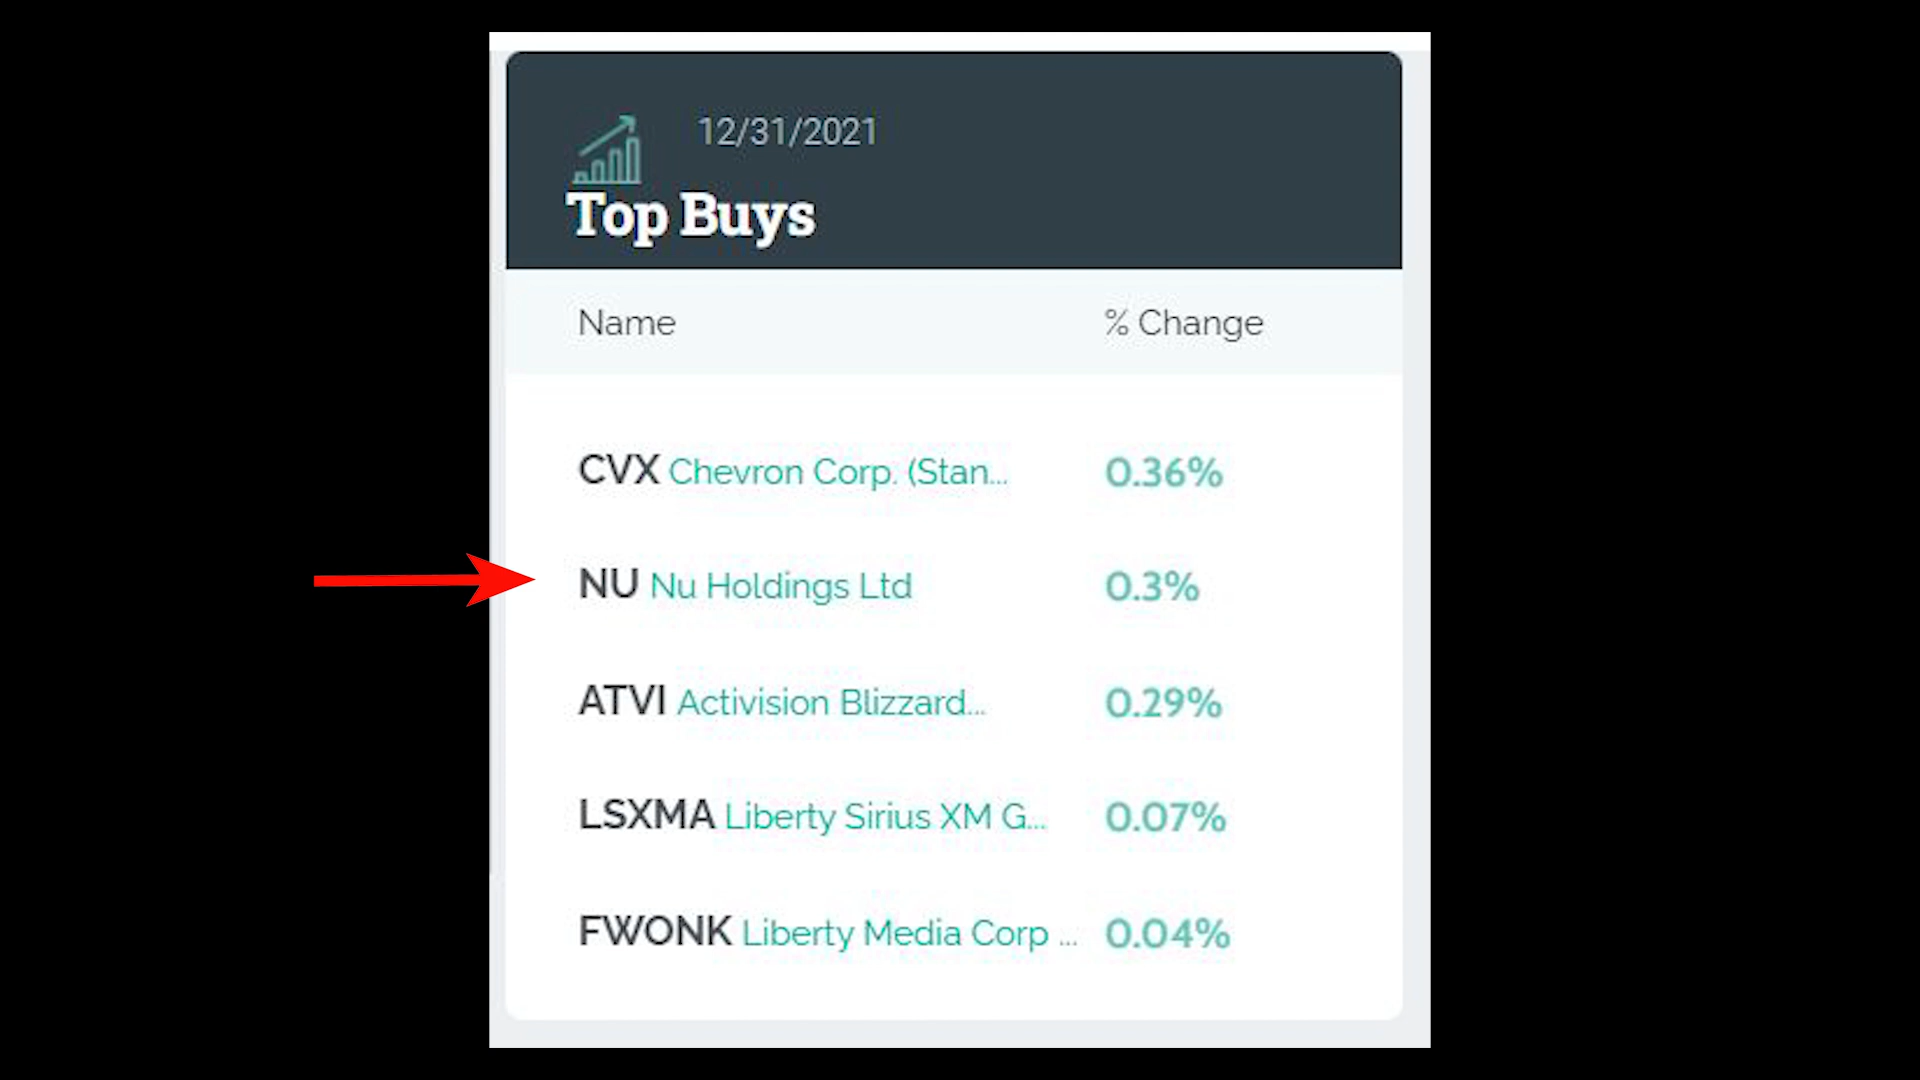 12/31/2021
Top Buys
Name % Change
CVX Chevron Corp. (Stan... 0.36%
NU Nu Holdings Ltd 0.3%
ATVI Activision Blizzard... 0.29%
LSXMA Liberty Sirius XM G... 0.07%
FWONK Liberty Media Corp ... 0.04%